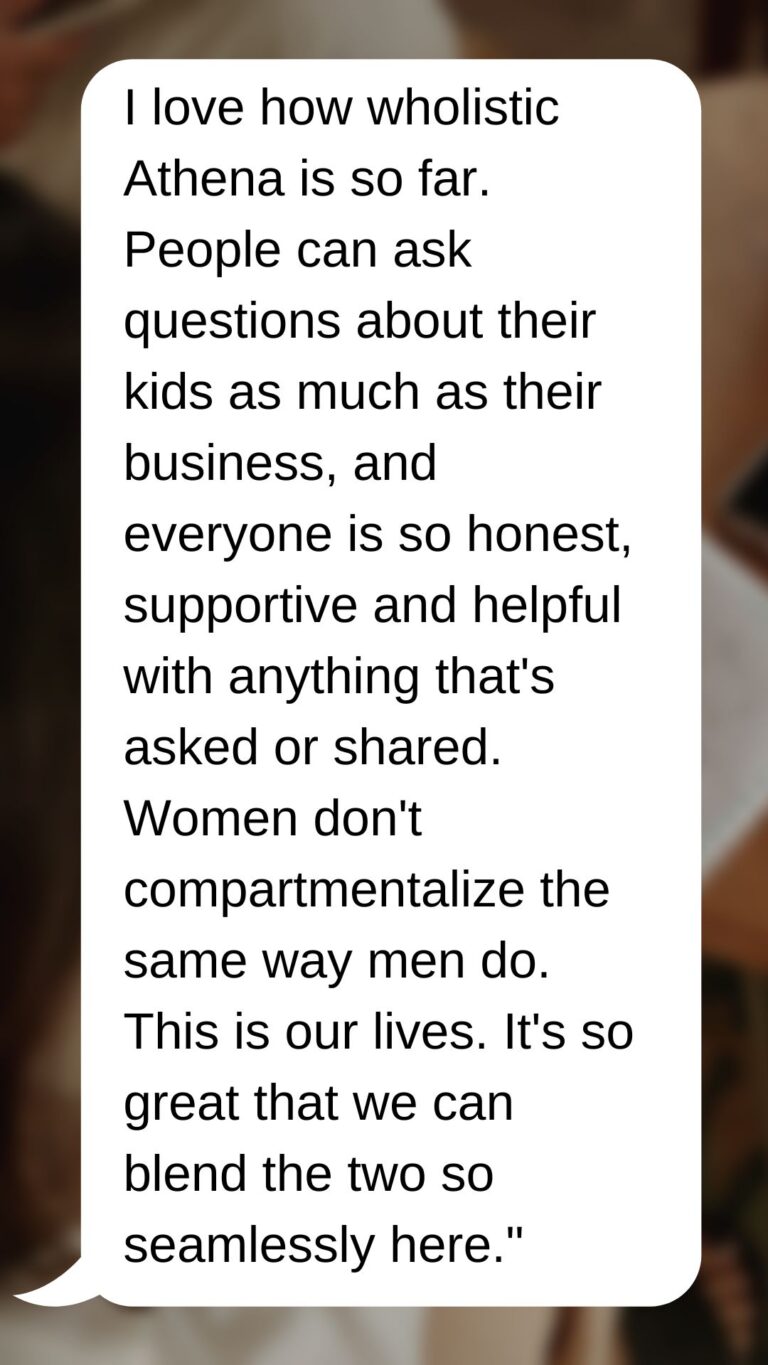 I love how wholistic
Athena is so far.
People can ask
questions about their
kids as much as their
business, and
everyone is so honest,
supportive and helpful
with anything that's
asked or shared.
Women don't
compartmentalize the
same way men do.
This is our lives. It's so
great that we can
blend the two so
seamlessly here."